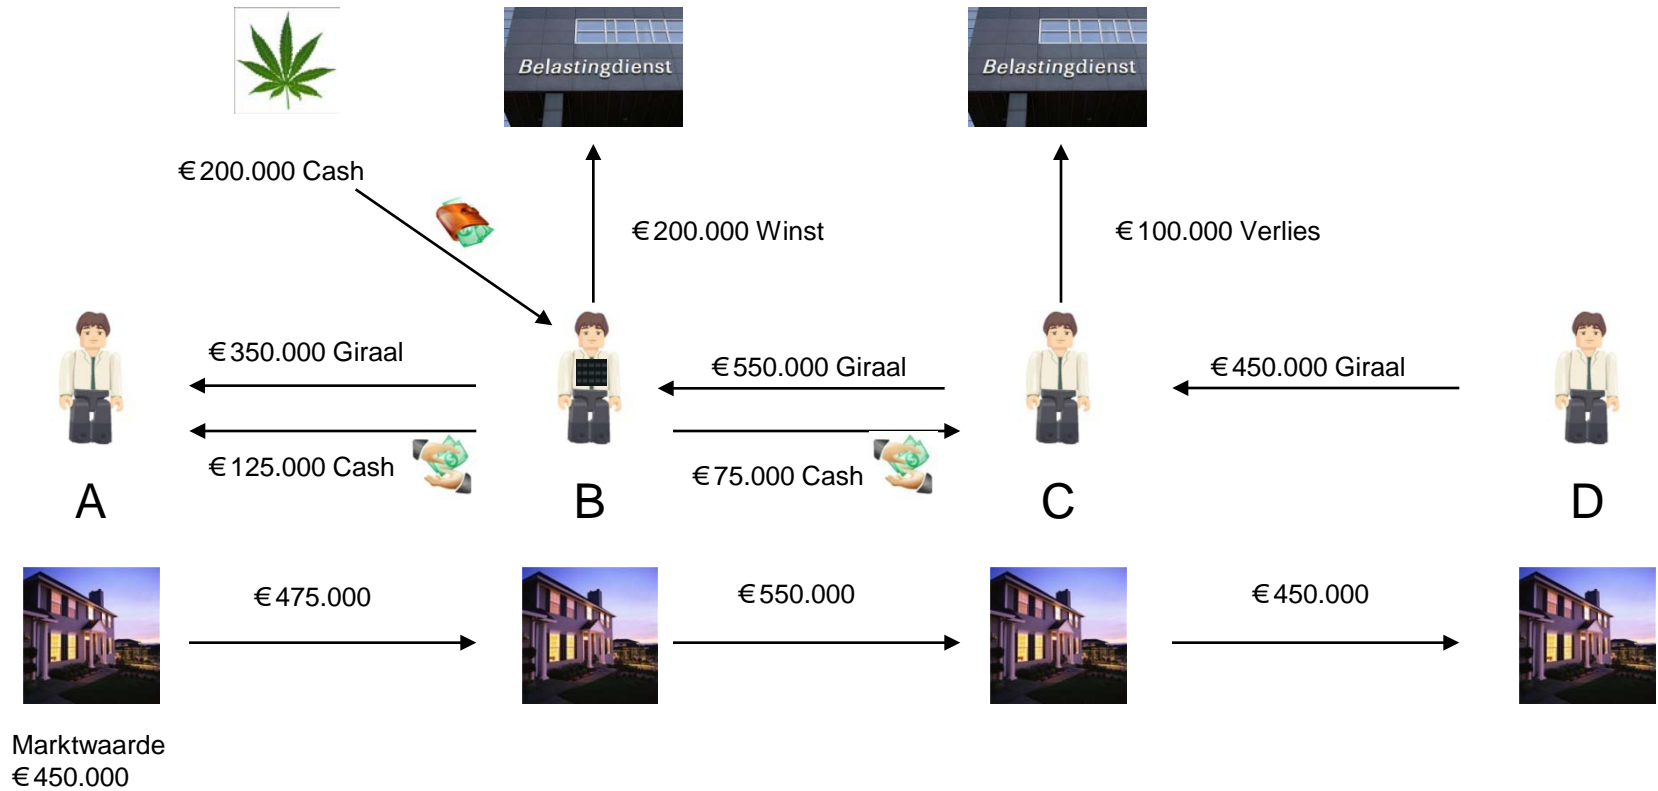 Belastingdienst
Belastingdienst
€ 200.000 Cash
€ 200.000 Winst
€ 100.000 Verlies
€ 350.000 Giraal
€ 550.000 Giraal
€ 450.000 Giraal
€ 125.000 Cash
€ 75.000 Cash
A
B
C
D
€ 475.000
€ 550.000
€ 450.000
Marktwaarde
€ 450.000